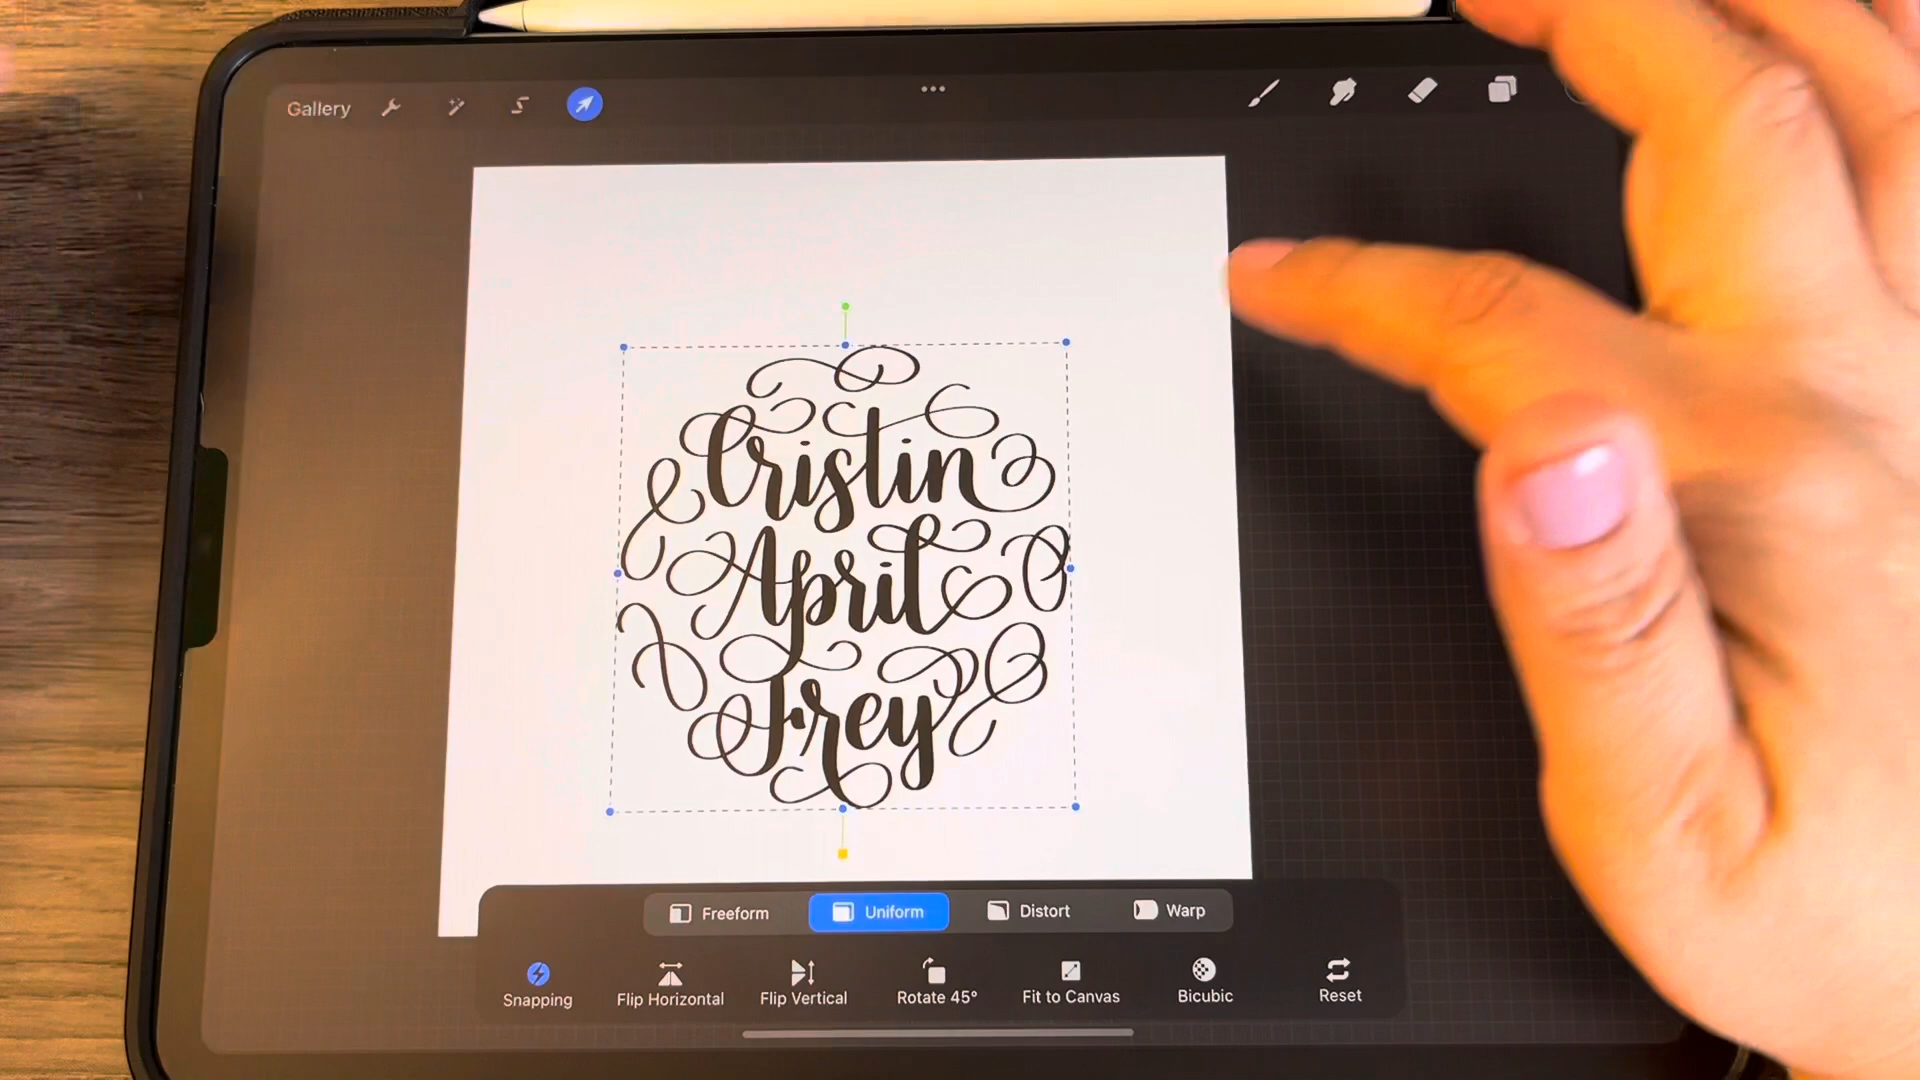 Gallery
Cristin
April
Frey
Freeform Uniform Distort Warp
Snapping Flip Horizontal Flip Vertical Rotate 45° Fit to Canvas Bicubic Reset